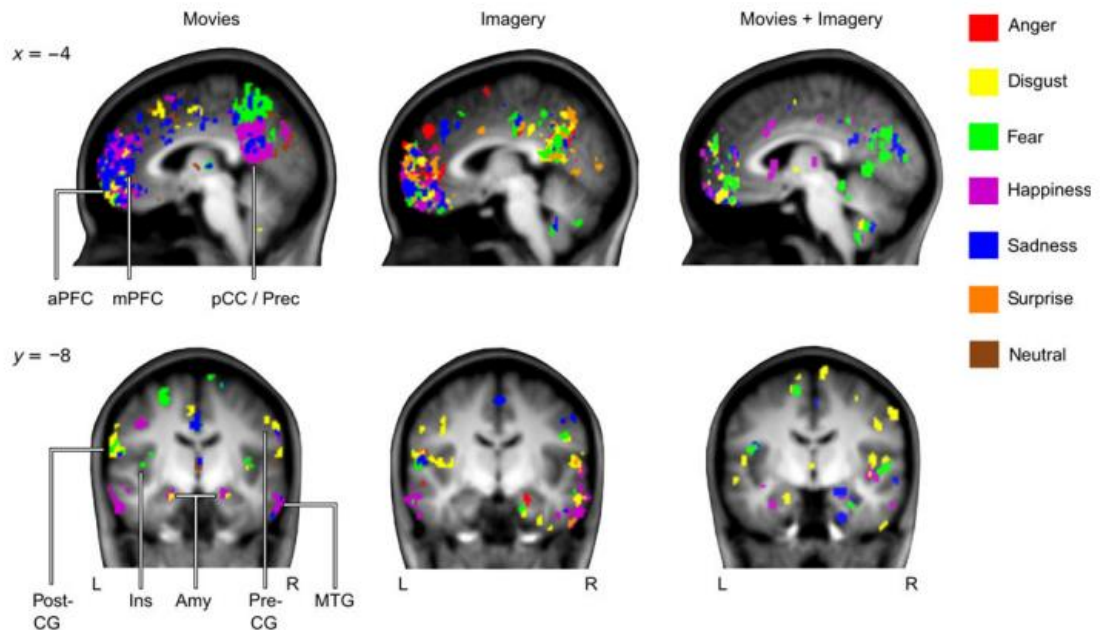 Movies
Imagery
Movies + Imagery
x = −4
Anger
Disgust
Fear
Happiness
Sadness
Surprise
Neutral
aPFC
mPFC
pCC / Prec
y = −8
L
R
L
R
L
R
Post-
CG
Ins
Amy
Pre-
CG
MTG